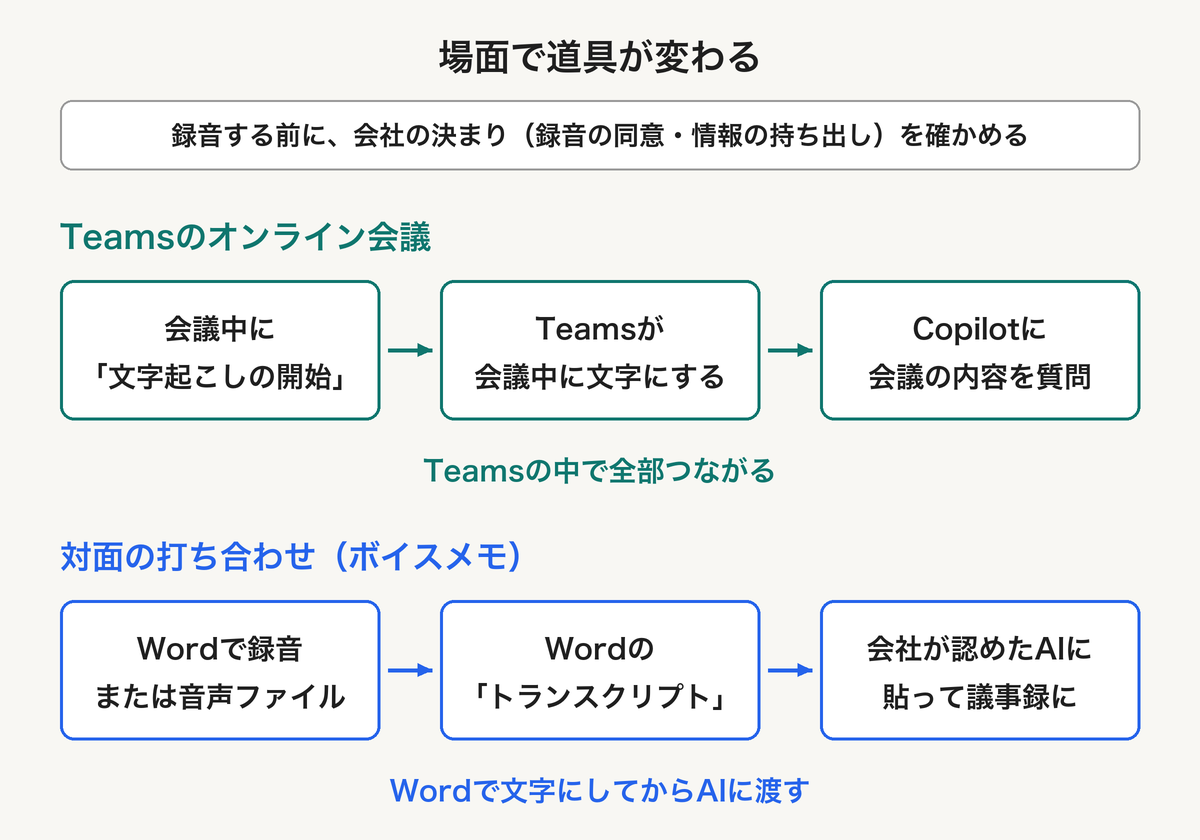 場面で道具が変わる
録音する前に、会社の決まり（録音の同意・情報の持ち出し）を確かめる
Teamsのオンライン会議
会議中に
「文字起こしの開始」
Teamsが
会議中に文字にする
Copilotに
会議の内容を質問
Teamsの中で全部つながる
対面の打ち合わせ（ボイスメモ）
Wordで録音
または音声ファイル
Wordの
「トランスクリプト」
会社が認めたAIに
貼って議事録に
Wordで文字にしてからAIに渡す